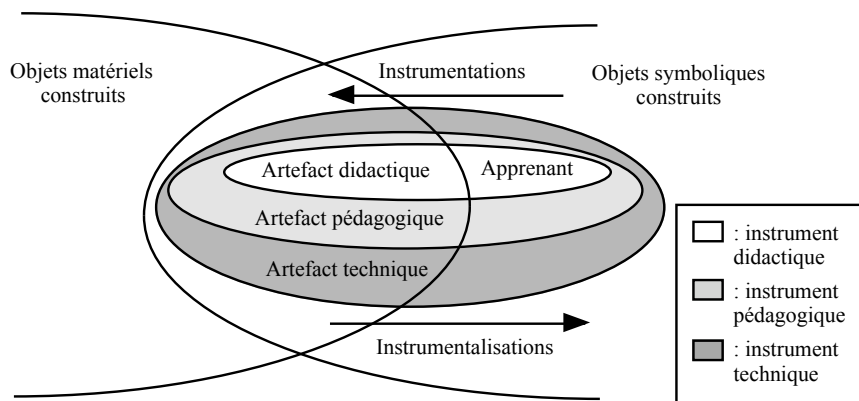 Objets matériels
construits
Instrumentations
Objets symboliques
construits
Artefact didactique
Apprenant
Artefact pédagogique
Artefact technique
Instrumentalisations
: instrument
didactique
: instrument
pédagogique
: instrument
technique